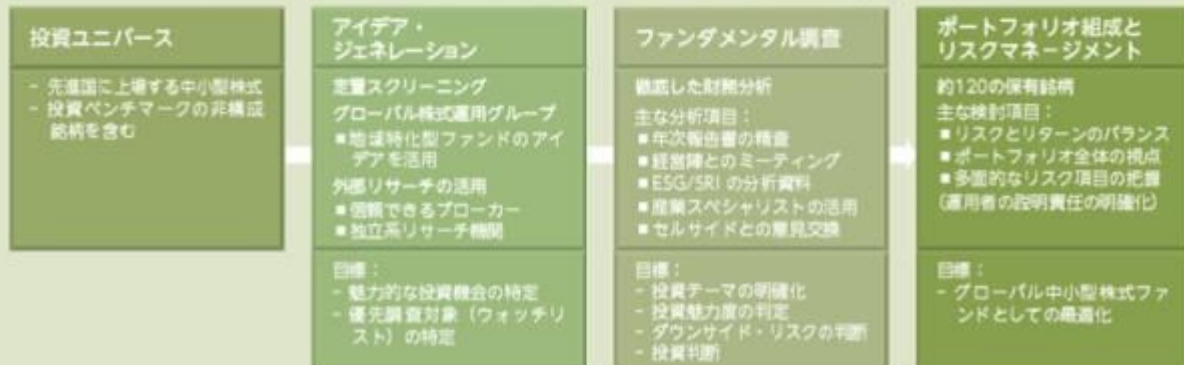 投資ユニバース
- 先進国に上場する中小型株式
- 投資ベンチマークの非構成
銘柄を含む
アイデア・
ジェネレーション
定量スクリーニング
グローバル株式運用グループ
■地域特化型ファンドのアイ
デアを活用
外部リサーチの活用
■信頼できるブローカー
■独立系リサーチ機関
目標：
- 魅力的な投資機会の特定
- 優先調査対象（ウォッチリ
スト）の特定
ファンダメンタル調査
徹底した財務分析
主な分析項目：
■年次報告書の精査
■経営陣とのミーティング
■ESG/SRI の分析資料
■産業スペシャリストの活用
■セルサイドとの意見交換
目標：
- 投資テーマの明確化
- 投資魅力度の判定
- ダウンサイド・リスクの判断
- 投資判断
ポートフォリオ組成と
リスクマネージメント
約120の保有銘柄
主な検討項目：
■リスクとリターンのバランス
■ポートフォリオ全体の視点
■多面的なリスク項目の把握
（運用者の説明責任の明確化）
目標：
- グローバル中小型株式ファ
ンドとしての最適化